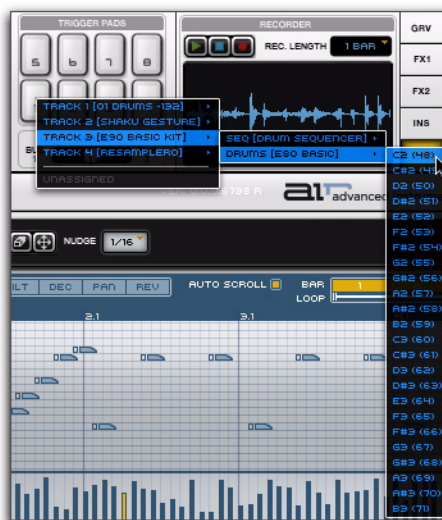 TRIGGER PADS
RECORDER
REC. LENGTH
1 BAR
GRV
FX1
FX2
INS
5 6 7 8
TRACK 1 [01 DRUMS -132]
TRACK 2 [SHAKU GESTURE]
TRACK 3 [E90 BASIC KIT]
TRACK 4 [RESAMPLERO]
UNASSIGNED
SEQ [DRUM SEQUENCER]
DRUMS [E80 BASIC]
advanced
NUDGE
1/16
DEC
PAN
REV
AUTO SCROLL
BAR
1
LOOP
2.1
3.1
C2 (48)
C#2 (49)
D2 (50)
D#2 (51)
E2 (52)
F2 (53)
F#2 (54)
G2 (55)
G#2 (56)
A2 (57)
A#2 (58)
B2 (59)
C3 (60)
C#3 (61)
D3 (62)
D#3 (63)
E3 (64)
F3 (65)
F#3 (66)
G3 (67)
G#3 (68)
A3 (69)
A#3 (70)
B3 (71)